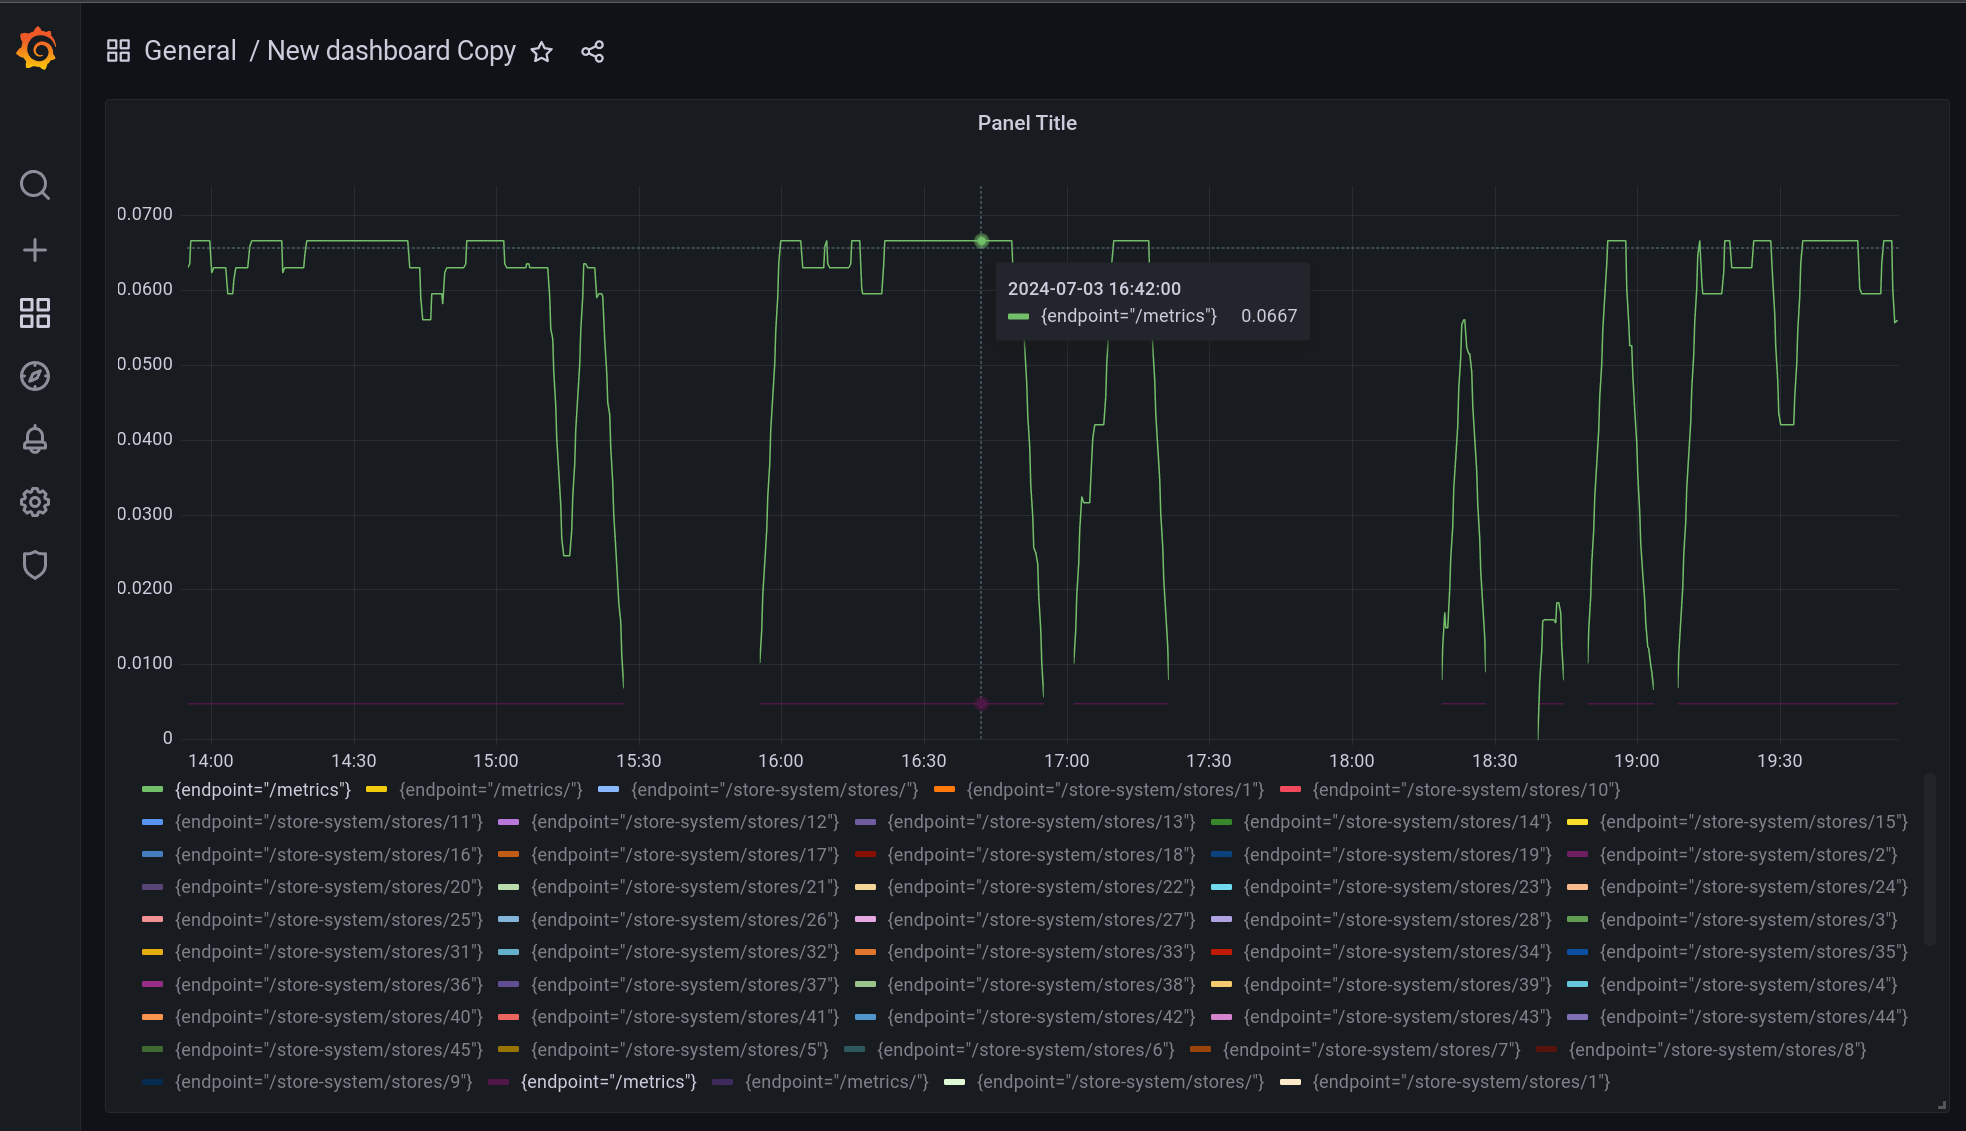 General / New dashboard Copy
Panel Title
0.0700
0.0600
0.0500
0.0400
0.0300
0.0200
0.0100
0
2024-07-03 16:42:00
{endpoint="/metrics"} 0.0667
14:00 14:30 15:00 15:30 16:00 16:30 17:00 17:30 18:00 18:30 19:00 19:30
{endpoint="/metrics"} {endpoint="/metrics/"} {endpoint="/store-system/stores/"} {endpoint="/store-system/stores/1"} {endpoint="/store-system/stores/10"}
{endpoint="/store-system/stores/11"} {endpoint="/store-system/stores/12"} {endpoint="/store-system/stores/13"} {endpoint="/store-system/stores/14"} {endpoint="/store-system/stores/15"}
{endpoint="/store-system/stores/16"} {endpoint="/store-system/stores/17"} {endpoint="/store-system/stores/18"} {endpoint="/store-system/stores/19"} {endpoint="/store-system/stores/2"}
{endpoint="/store-system/stores/20"} {endpoint="/store-system/stores/21"} {endpoint="/store-system/stores/22"} {endpoint="/store-system/stores/23"} {endpoint="/store-system/stores/24"}
{endpoint="/store-system/stores/25"} {endpoint="/store-system/stores/26"} {endpoint="/store-system/stores/27"} {endpoint="/store-system/stores/28"} {endpoint="/store-system/stores/3"}
{endpoint="/store-system/stores/31"} {endpoint="/store-system/stores/32"} {endpoint="/store-system/stores/33"} {endpoint="/store-system/stores/34"} {endpoint="/store-system/stores/35"}
{endpoint="/store-system/stores/36"} {endpoint="/store-system/stores/37"} {endpoint="/store-system/stores/38"} {endpoint="/store-system/stores/39"} {endpoint="/store-system/stores/4"}
{endpoint="/store-system/stores/40"} {endpoint="/store-system/stores/41"} {endpoint="/store-system/stores/42"} {endpoint="/store-system/stores/43"} {endpoint="/store-system/stores/44"}
{endpoint="/store-system/stores/45"} {endpoint="/store-system/stores/5"} {endpoint="/store-system/stores/6"} {endpoint="/store-system/stores/7"} {endpoint="/store-system/stores/8"}
{endpoint="/store-system/stores/9"} {endpoint="/metrics"} {endpoint="/metrics/"} {endpoint="/store-system/stores/"} {endpoint="/store-system/stores/1"}